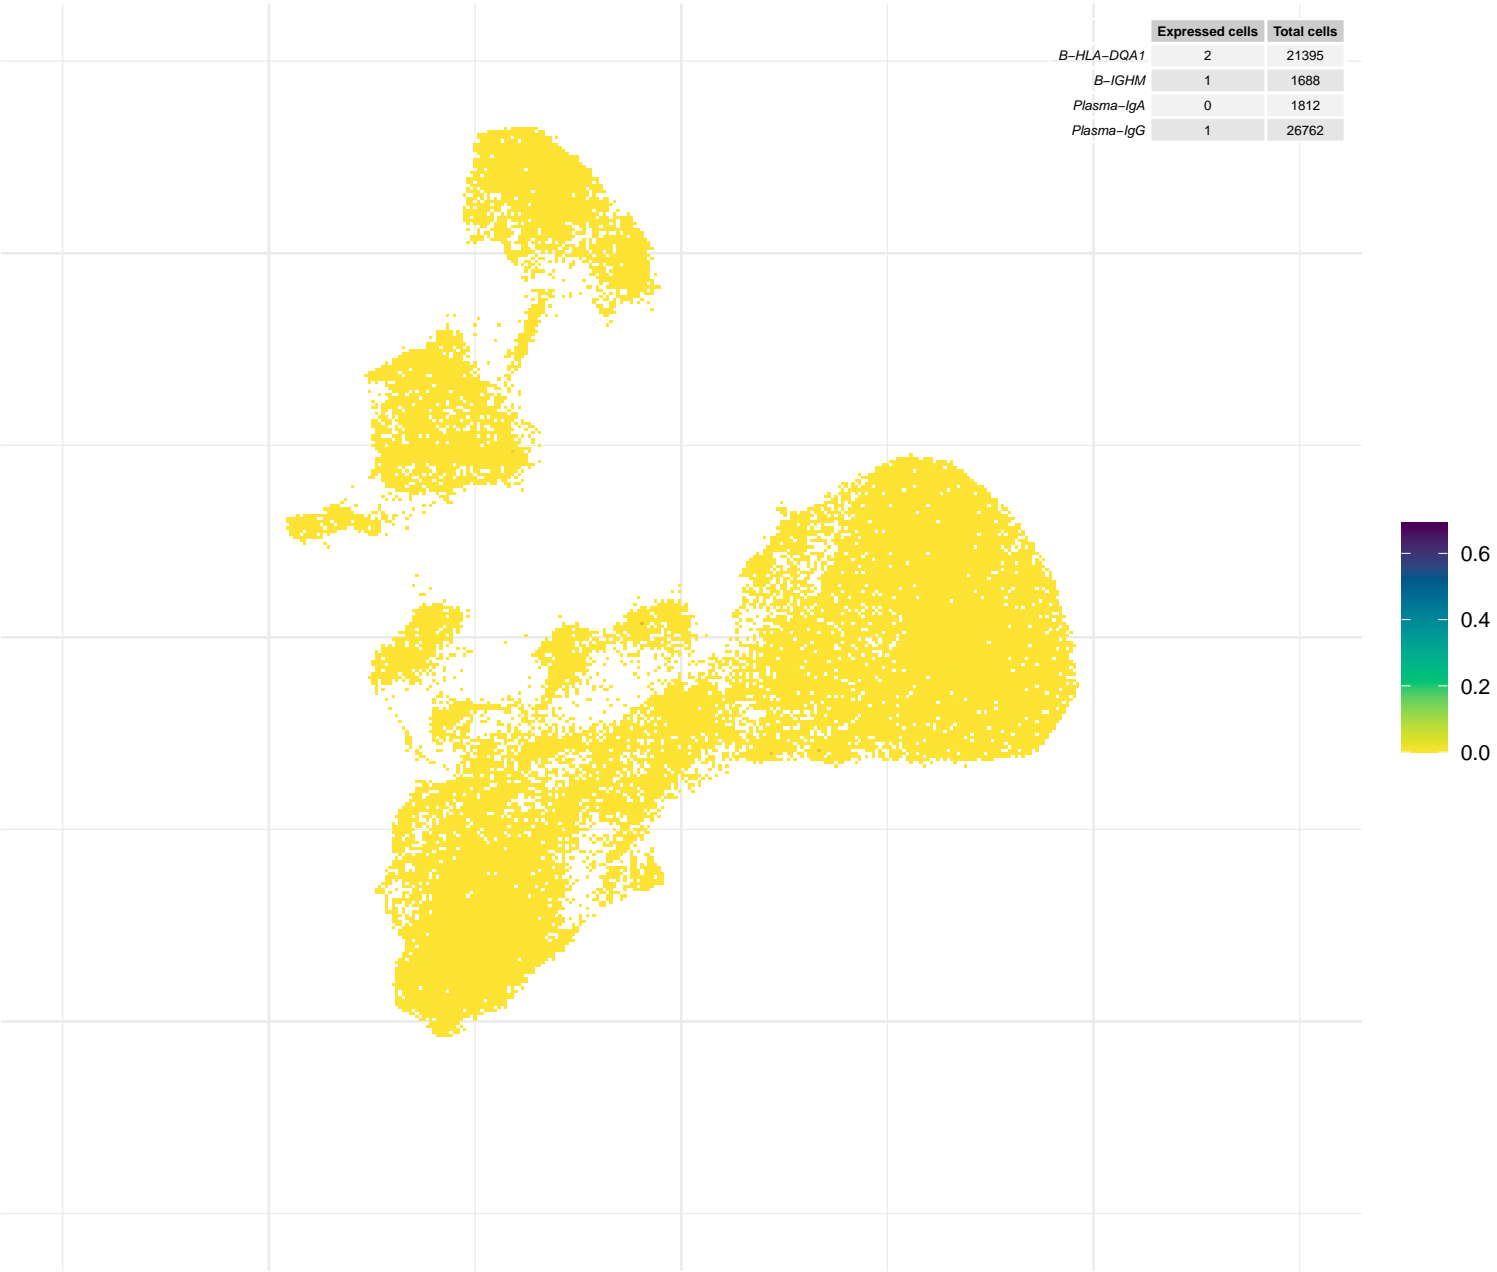 Expressed cells Total cells
B−HLA−DQA1 2 21395
B−IGHM 1 1688
Plasma−IgA 0 1812
Plasma−IgG 1 26762
0.6
0.4
0.2
0.0